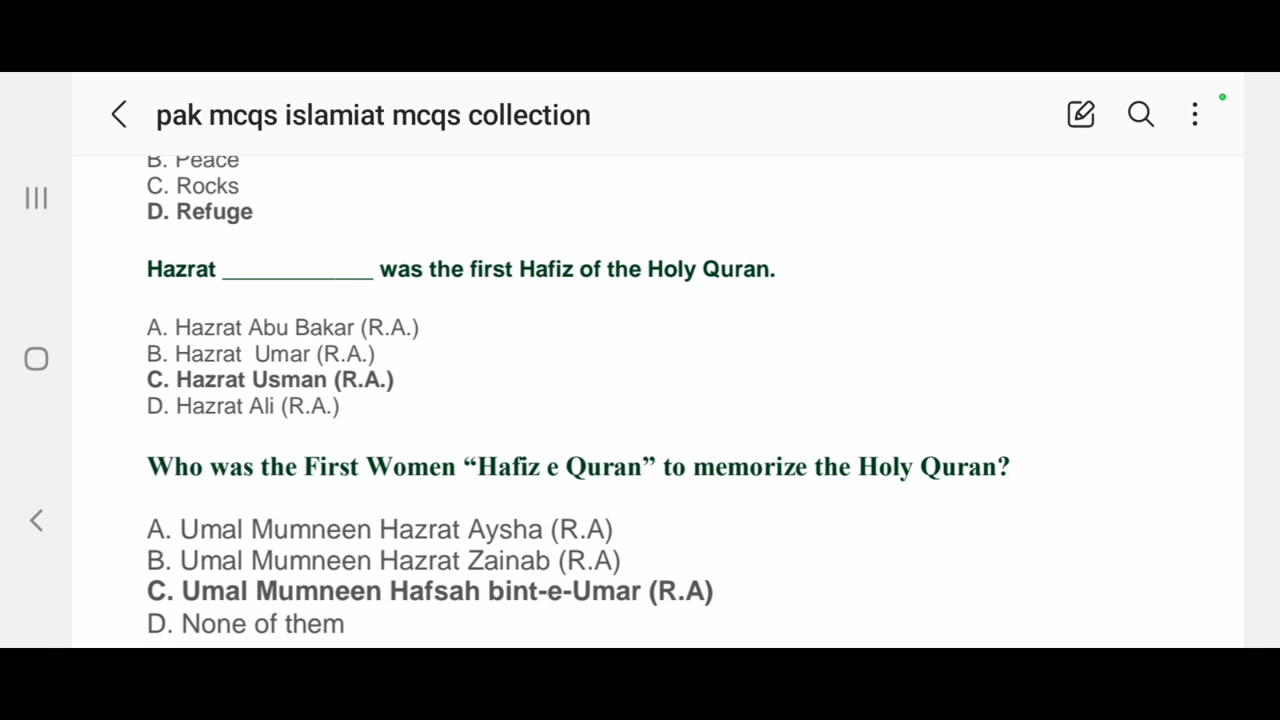 pak mcqs islamiat mcqs collection
B. Peace
C. Rocks
D. Refuge
Hazrat ____________ was the first Hafiz of the Holy Quran.
A. Hazrat Abu Bakar (R.A.)
B. Hazrat  Umar (R.A.)
C. Hazrat Usman (R.A.)
D. Hazrat Ali (R.A.)
Who was the First Women “Hafiz e Quran” to memorize the Holy Quran?
A. Umal Mumneen Hazrat Aysha (R.A)
B. Umal Mumneen Hazrat Zainab (R.A)
C. Umal Mumneen Hafsah bint-e-Umar (R.A)
D. None of them